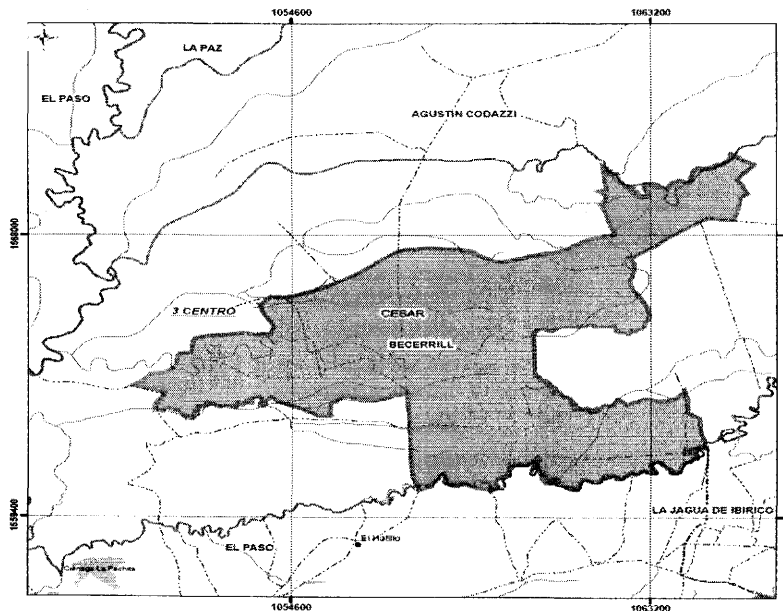 1054600
1063200
LA PAZ
EL PASO
AGUSTIN CODAZZI
1568000
3 CENTRO
CESAR
BECERRILL
1559400
LA JAGUA DE IBIRICO
EL PASO
El Hatillo
1054600
1063200